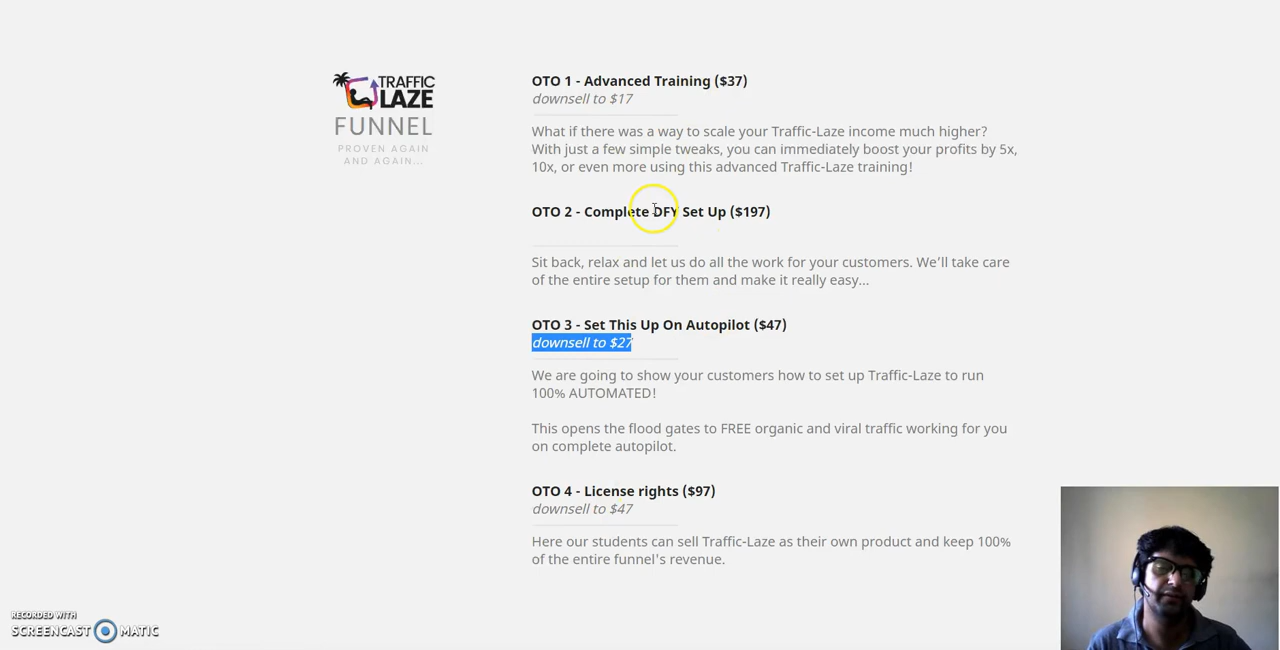 TRAFFIC
LAZE
FUNNEL
PROVEN AGAIN
AND AGAIN...
OTO 1 - Advanced Training ($37)
downsell to $17
What if there was a way to scale your Traffic-Laze income much higher?
With just a few simple tweaks, you can immediately boost your profits by 5x,
10x, or even more using this advanced Traffic-Laze training!
OTO 2 - Complete DFY Set Up ($197)
Sit back, relax and let us do all the work for your customers. We'll take care
of the entire setup for them and make it really easy...
OTO 3 - Set This Up On Autopilot ($47)
downsell to $27
We are going to show your customers how to set up Traffic-Laze to run
100% AUTOMATED!
This opens the flood gates to FREE organic and viral traffic working for you
on complete autopilot.
OTO 4 - License rights ($97)
downsell to $47
Here our students can sell Traffic-Laze as their own product and keep 100%
of the entire funnel's revenue.
RECORDED WITH
SCREENCAST MATIC